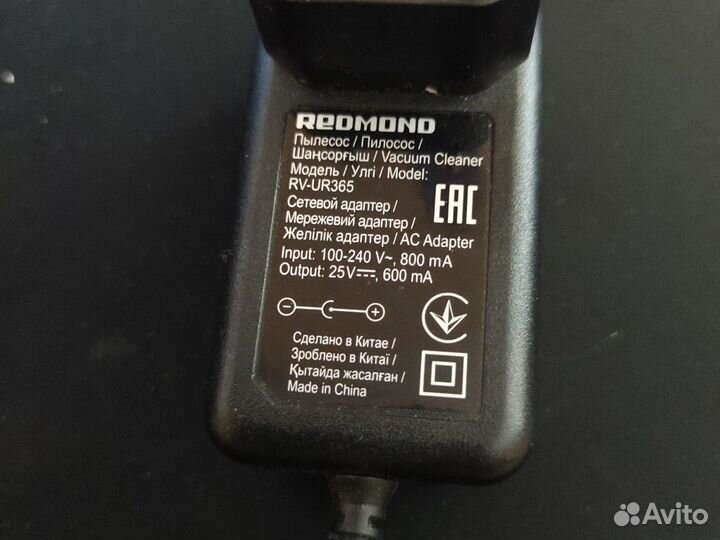 REDMOND
Пылесос / Пилосос /
Шаңсорғыш / Vacuum Cleaner
Модель / Улгi / Model:
RV-UR365
EAC
Сетевой адаптер /
Мережевий адаптер /
Желілік адаптер / AC Adapter
Input: 100-240 V~, 800 mA
Output: 25V⎓, 600 mA
Сделано в Китае /
Зроблено в Китаї /
Қытайда жасалған /
Made in China
Avito